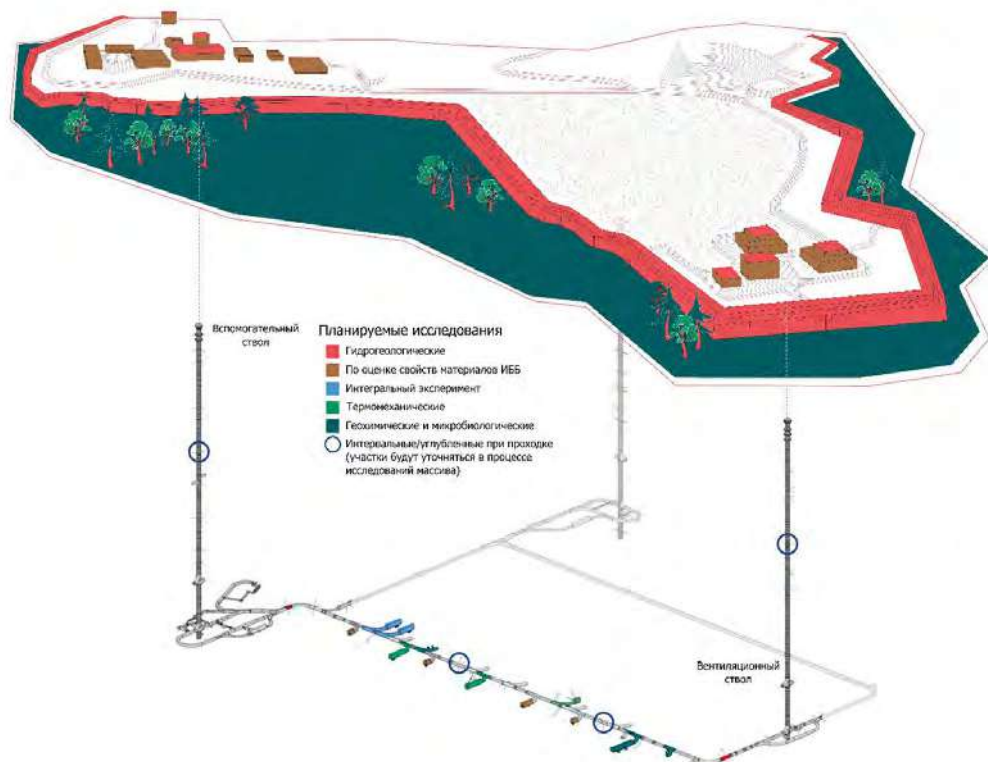 Вспомогательный
ствол
Планируемые исследования
Гидрогеологические
По оценке свойств материалов ИББ
Интегральный эксперимент
Термомеханические
Геохимические и микробиологические
Интервальные/углубленные при проходке
(участки будут уточняться в процессе
исследований массива)
Вентиляционный
ствол